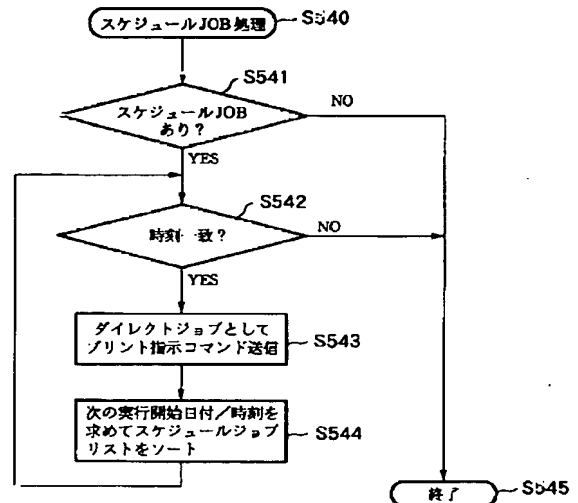 スケジュールJOB処理
S540
S541
スケジュールJOB
あり?
NO
YES
S542
時刻一致?
NO
YES
ダイレクトジョブとして
プリント指示コマンド送信
S543
次の実行開始日付/時刻を
求めてスケジュールジョブ
リストをソート
S544
終了
S545